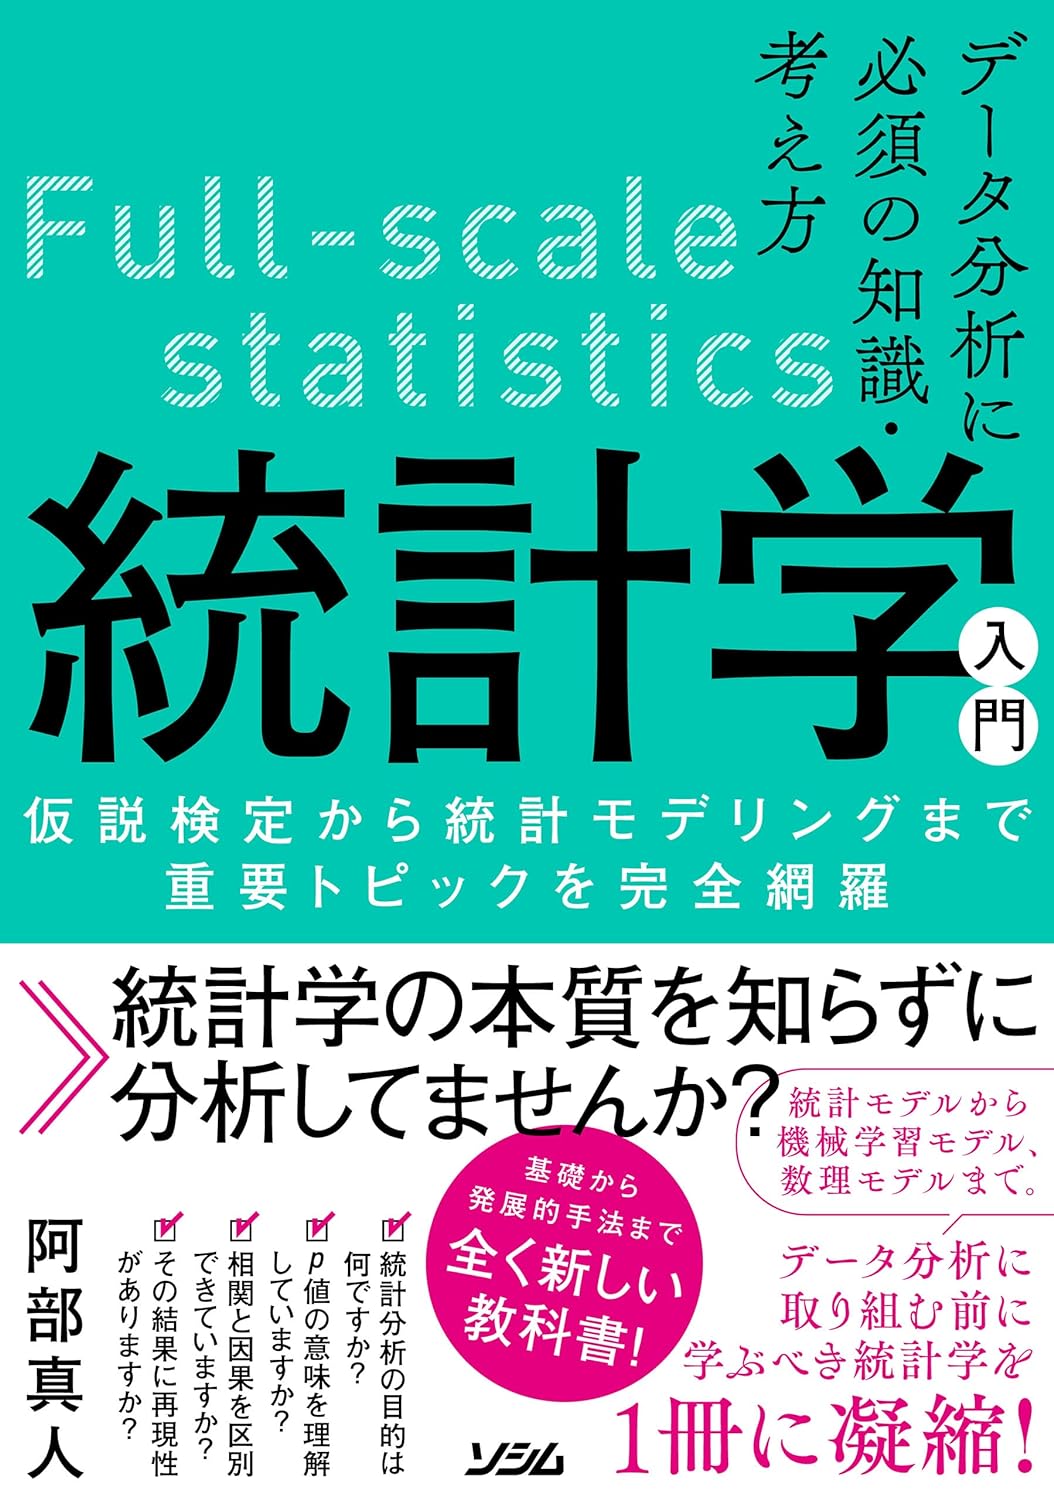 データ分析に
必須の知識・
考え方
Full-scale
statistics
統計学
入門
仮説検定から統計モデリングまで
重要トピックを完全網羅
統計学の本質を知らずに
分析してませんか?
統計モデルから
機械学習モデル、
数理モデルまで。
データ分析に
取り組む前に
学ぶべき統計学を
1冊に凝縮!
基礎から
発展的手法まで
全く新しい
教科書!
統計分析の目的は
何ですか?
p値の意味を理解
していますか?
相関と因果を区別
できていますか?
その結果に再現性
がありますか?
阿部真人
ソシム